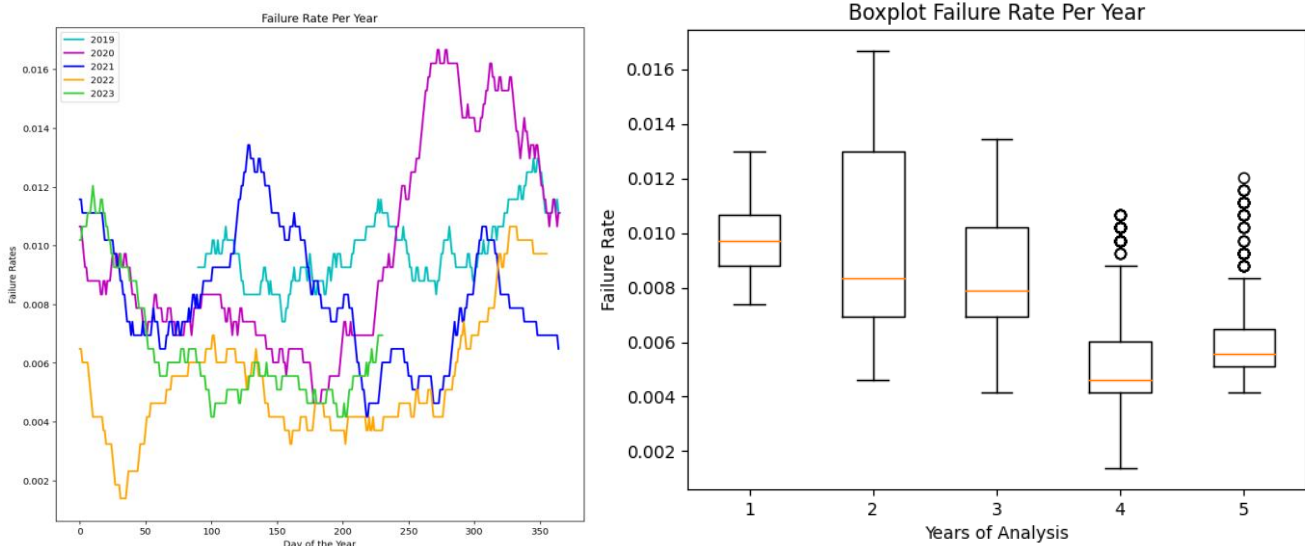 Failure Rate Per Year
2019
2020
2021
2022
2023
0.016
0.014
0.012
0.010
0.008
0.006
0.004
0.002
Failure Rates
0 50 100 150 200 250 300 350
Day of the Year
Boxplot Failure Rate Per Year
0.016
0.014
0.012
0.010
0.008
0.006
0.004
0.002
Failure Rate
1 2 3 4 5
Years of Analysis